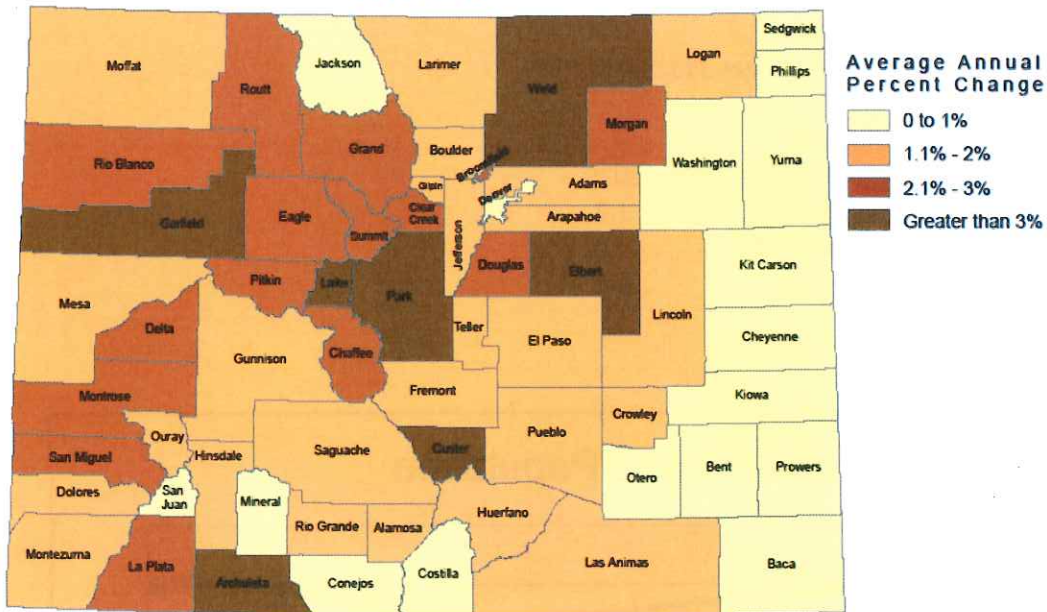 Sedgwick
Moffat
Jackson
Larimer
Logan
Phillips
Routt
Weld
Average Annual
Percent Change
0 to 1%
1.1% - 2%
2.1% - 3%
Greater than 3%
Rio Blanco
Grand
Boulder
Morgan
Washington
Yuma
Broomfield
Gilpin
Clear
Creek
Denver
Adams
Arapahoe
Garfield
Eagle
Summit
Jefferson
Douglas
Elbert
Kit Carson
Pitkin
Lake
Park
Mesa
Delta
Lincoln
Teller
El Paso
Cheyenne
Gunnison
Chaffee
Fremont
Montrose
Kiowa
Crowley
Ouray
Hinsdale
Saguache
Custer
Pueblo
San Miguel
Otero
Bent
Prowers
Dolores
San
Juan
Mineral
Rio Grande
Alamosa
Huerfano
Montezuma
La Plata
Archuleta
Conejos
Costilla
Las Animas
Baca